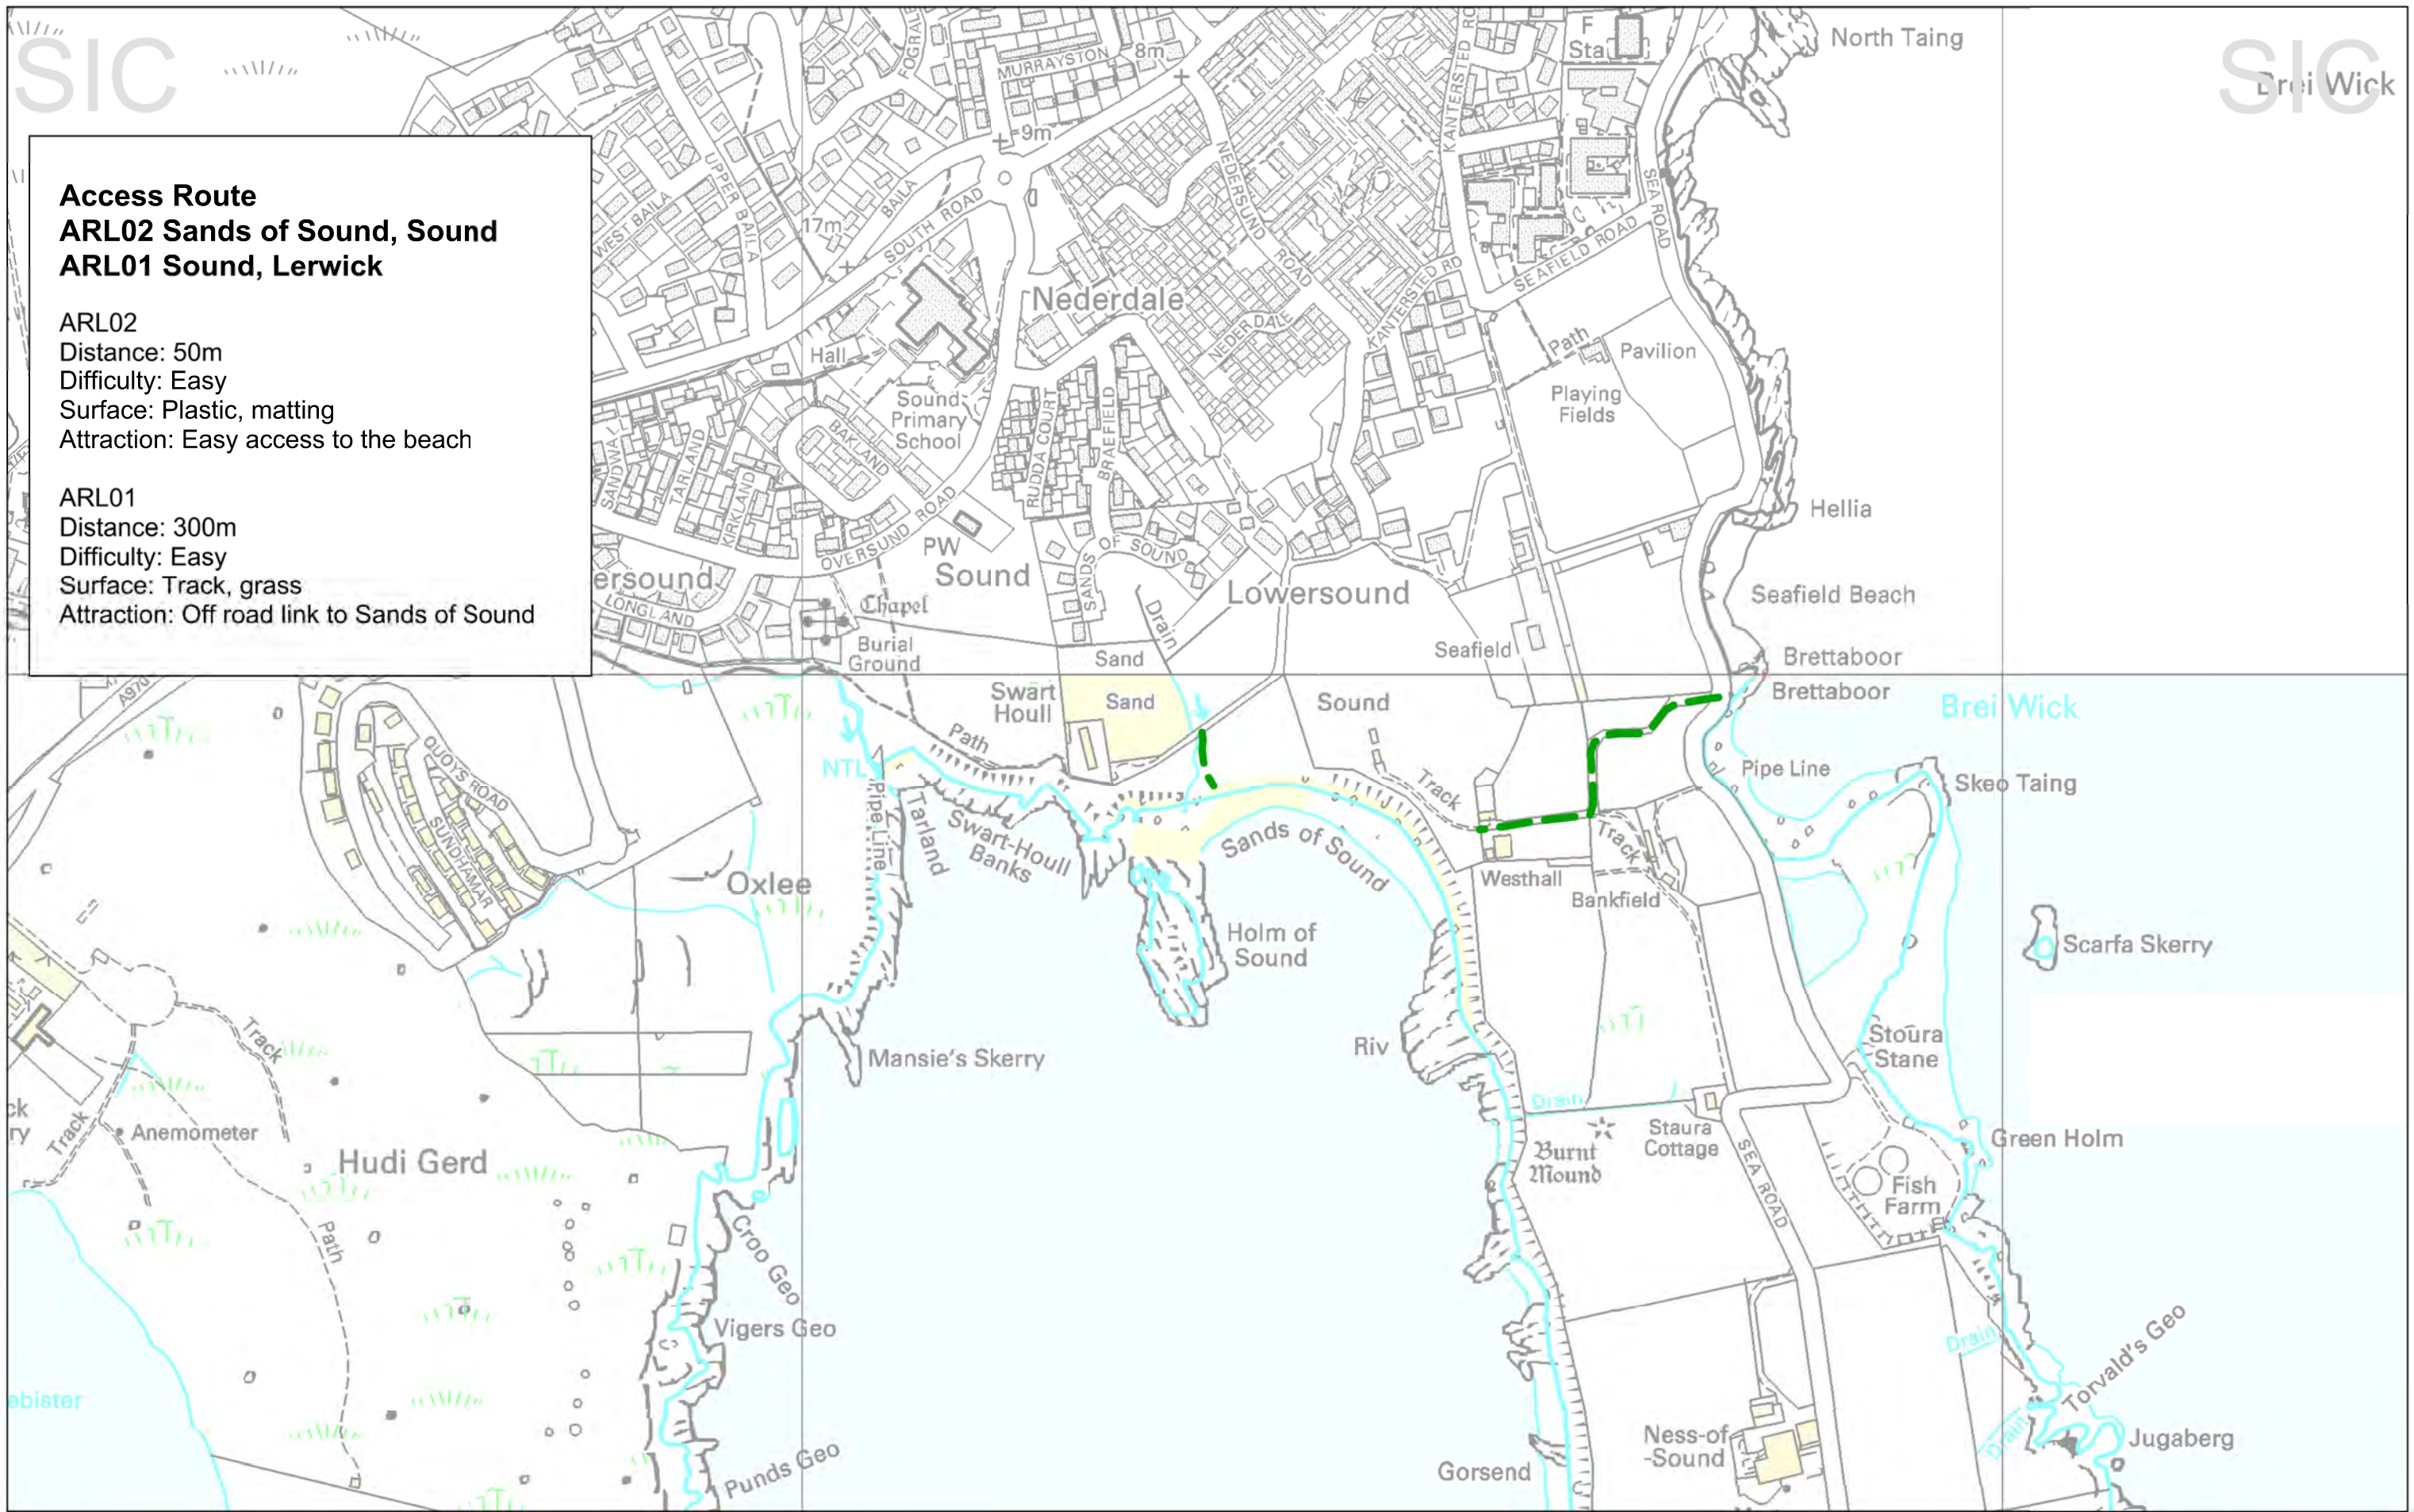 SIC
SIC
Access Route
ARL02 Sands of Sound, Sound
ARL01 Sound, Lerwick
ARL02
Distance: 50m
Difficulty: Easy
Surface: Plastic, matting
Attraction: Easy access to the beach
ARL01
Distance: 300m
Difficulty: Easy
Surface: Track, grass
Attraction: Off road link to Sands of Sound
North Taing
Brei Wick
F
Sta
MURRAYSTON
8m
9m
17m
UPPER BAILA
WEST BAILA
BAILA
SOUTH ROAD
NEDERSUND
ROAD
KANTERSTED RD
SEAFIELD ROAD
SEA ROAD
Nederdale
NEDERDALE
Hall
Sound
Primary
School
Path
Pavilion
Playing
Fields
SANDWAY
TARLAND
KIRKLAND
BAKLAND
RUDDA COURT
BRAEFIELD
OVERSUND ROAD
PW
Sound
SANDS OF SOUND
Hellia
ersound
LONGLAND
Chapel
Burial
Ground
Drain
Lowersound
Seafield
Seafield Beach
Brettaboor
Brettaboor
Brei Wick
A970
Sand
Sand
Swart
Houll
Sound
Path
NTL
Pipe Line
Tarland
Swart-Houll
Banks
Sands of Sound
Track
Track
Westhall
Bankfield
Pipe Line
Skeo Taing
QUOYS ROAD
SUNDHAMAR
Oxlee
Holm of
Sound
Scarfa Skerry
Riv
Stoura
Stane
Mansie's Skerry
Track
Track
ck
ry
Anemometer
Hudi Gerd
Path
Drain
Burnt
Mound
Staura
Cottage
SEA ROAD
Green Holm
Fish
Farm
Croo Geo
Vigers Geo
Punds Geo
ebister
Drain
Torvald's Geo
Drain
Jugaberg
Ness-of
-Sound
Gorsend